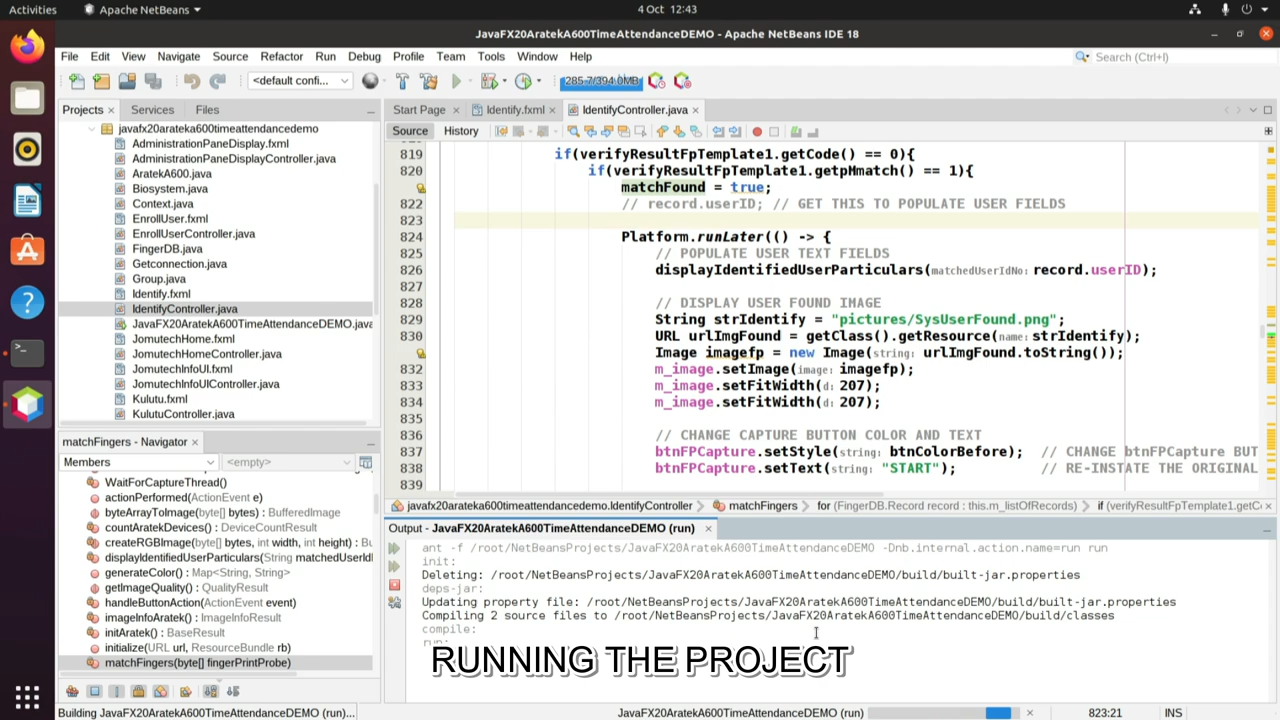 Activities
Apache NetBeans
4 Oct 12:43
JavaFX20AratekA600TimeAttendanceDEMO - Apache NetBeans IDE 18
File Edit View Navigate Source Refactor Run Debug Profile Team Tools Window Help
Search (Ctrl+I)
<default confi...
285.7/394.0MB
Projects
Services
Files
javafx20arateka600timeattendancedemo
AdministrationPaneDisplay.fxml
AdministrationPaneDisplayController.java
AratekA600.java
Biosystem.java
Context.java
EnrollUser.fxml
EnrollUserController.java
FingerDB.java
Getconnection.java
Group.java
Identify.fxml
IdentifyController.java
JavaFX20AratekA600TimeAttendanceDEMO.java
JomutechHome.fxml
JomutechHomeController.java
JomutechInfoUI.fxml
JomutechInfoUIController.java
Kulutu.fxml
KulutuController.java
matchFingers - Navigator
Members
<empty>
WaitForCaptureThread()
actionPerformed(ActionEvent e)
byteArrayToImage(byte[] bytes) : BufferedImage
countAratekDevices() : DeviceCountResult
createRGBImage(byte[] bytes, int width, int height) : Bu
displayIdentifiedUserParticulars(String matchedUserId
generateColor() : Map<String, String>
getImageQuality() : QualityResult
handleButtonAction(ActionEvent event)
imageInfoAratek() : ImageInfoResult
initAratek() : BaseResult
initialize(URL url, ResourceBundle rb)
matchFingers(byte[] fingerPrintProbe)
Start Page
Identify.fxml
IdentifyController.java
Source
History
819 if(verifyResultFpTemplate1.getCode() == 0){
820 if(verifyResultFpTemplate1.getpMmatch() == 1){
matchFound = true;
822 // record.userID; // GET THIS TO POPULATE USER FIELDS
823
824 Platform.runLater(() -> {
825 // POPULATE USER TEXT FIELDS
826 displayIdentifiedUserParticulars(matchedUserIdNo: record.userID);
827
828 // DISPLAY USER FOUND IMAGE
829 String strIdentify = "pictures/SysUserFound.png";
830 URL urlImgFound = getClass().getResource(name: strIdentify);
Image imagefp = new Image(string: urlImgFound.toString());
832 m_image.setImage(image: imagefp);
833 m_image.setFitWidth(d: 207);
834 m_image.setFitWidth(d: 207);
835
836 // CHANGE CAPTURE BUTTON COLOR AND TEXT
837 btnFPCapture.setStyle(string: btnColorBefore); // CHANGE btnFPCapture BUT
838 btnFPCapture.setText(string: "START"); // RE-INSTATE THE ORIGINAL
839
javafx20arateka600timeattendancedemo.IdentifyController
matchFingers
for (FingerDB.Record record : this.m_listOfRecords)
if (verifyResultFpTemplate1.getCo
Output - JavaFX20AratekA600TimeAttendanceDEMO (run)
ant -f /root/NetBeansProjects/JavaFX20AratekA600TimeAttendanceDEMO -Dnb.internal.action.name=run run
init:
Deleting: /root/NetBeansProjects/JavaFX20AratekA600TimeAttendanceDEMO/build/built-jar.properties
deps-jar:
Updating property file: /root/NetBeansProjects/JavaFX20AratekA600TimeAttendanceDEMO/build/built-jar.properties
Compiling 2 source files to /root/NetBeansProjects/JavaFX20AratekA600TimeAttendanceDEMO/build/classes
compile:
run:
RUNNING THE PROJECT
Building JavaFX20AratekA600TimeAttendanceDEMO (run)...
JavaFX20AratekA600TimeAttendanceDEMO (run)
823:21
INS